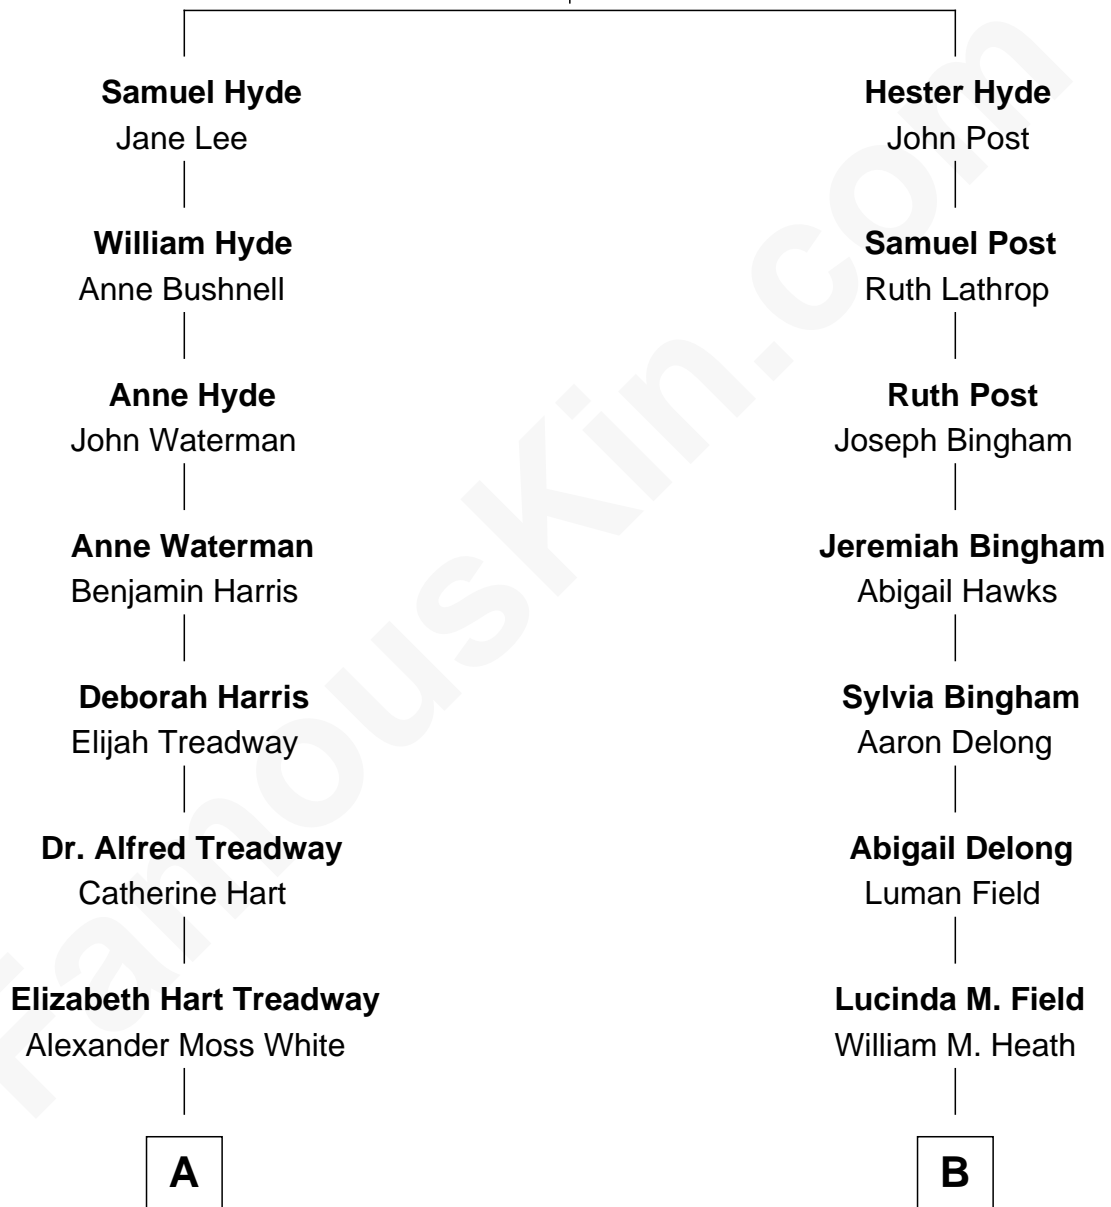 Samuel Hyde
Jane Lee
William Hyde
Anne Bushnell
Anne Hyde
John Waterman
Anne Waterman
Benjamin Harris
Deborah Harris
Elijah Treadway
Dr. Alfred Treadway
Catherine Hart
Elizabeth Hart Treadway
Alexander Moss White
A
Hester Hyde
John Post
Samuel Post
Ruth Lathrop
Ruth Post
Joseph Bingham
Jeremiah Bingham
Abigail Hawks
Sylvia Bingham
Aaron Delong
Abigail Delong
Luman Field
Lucinda M. Field
William M. Heath
B
FamousKin.com